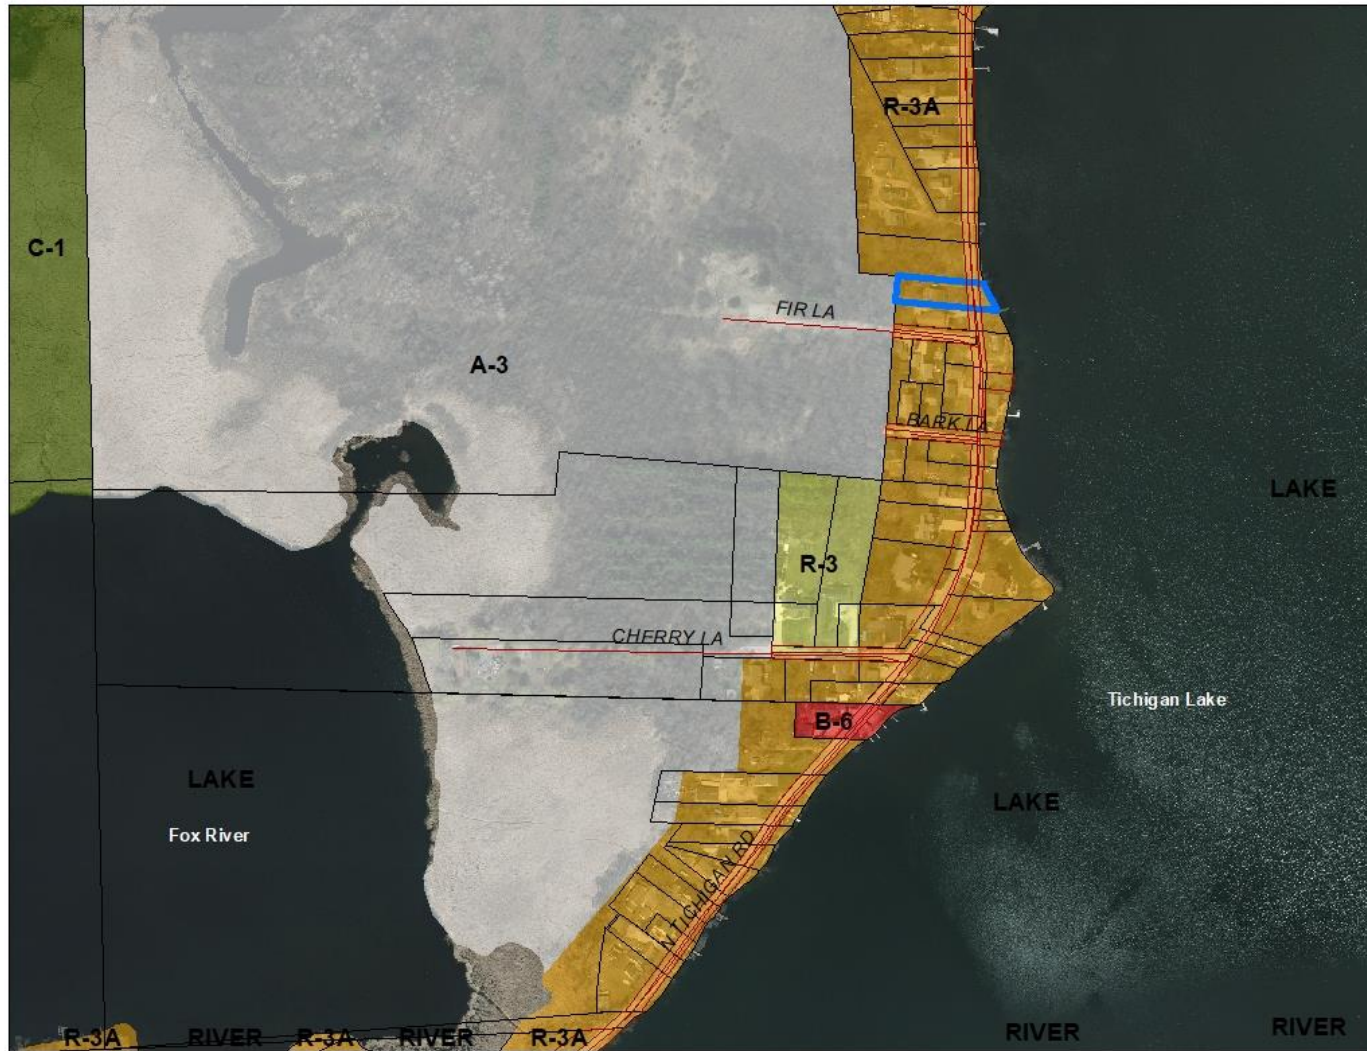 R-3A
C-1
FIR LA
A-3
BARK LA
LAKE
R-3
CHERRY LA
Tichigan Lake
B-6
LAKE
LAKE
Fox River
N TICHIGAN RD
R-3A
RIVER
R-3A
RIVER
R-3A
RIVER
RIVER